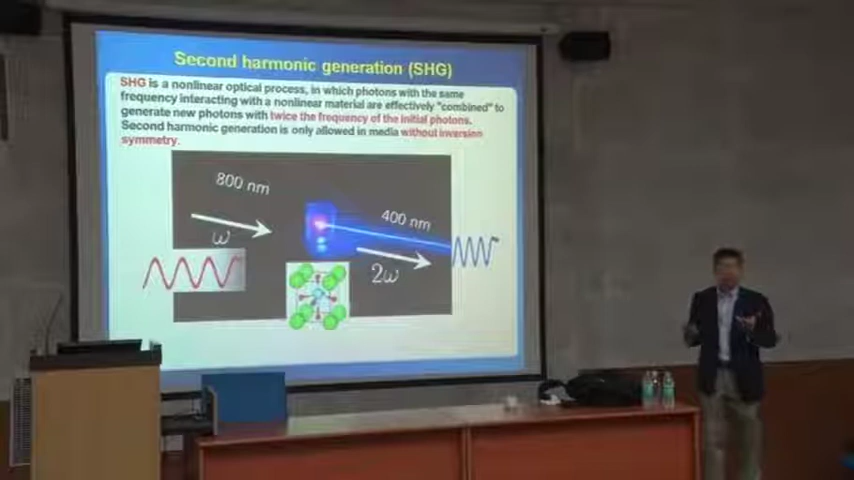 Second harmonic generation (SHG)
SHG is a nonlinear optical process, in which photons with the same
frequency interacting with a nonlinear material are effectively "combined" to
generate new photons with twice the frequency of the initial photons.
Second harmonic generation is only allowed in media without inversion
symmetry.
800 nm
400 nm
ω
2ω